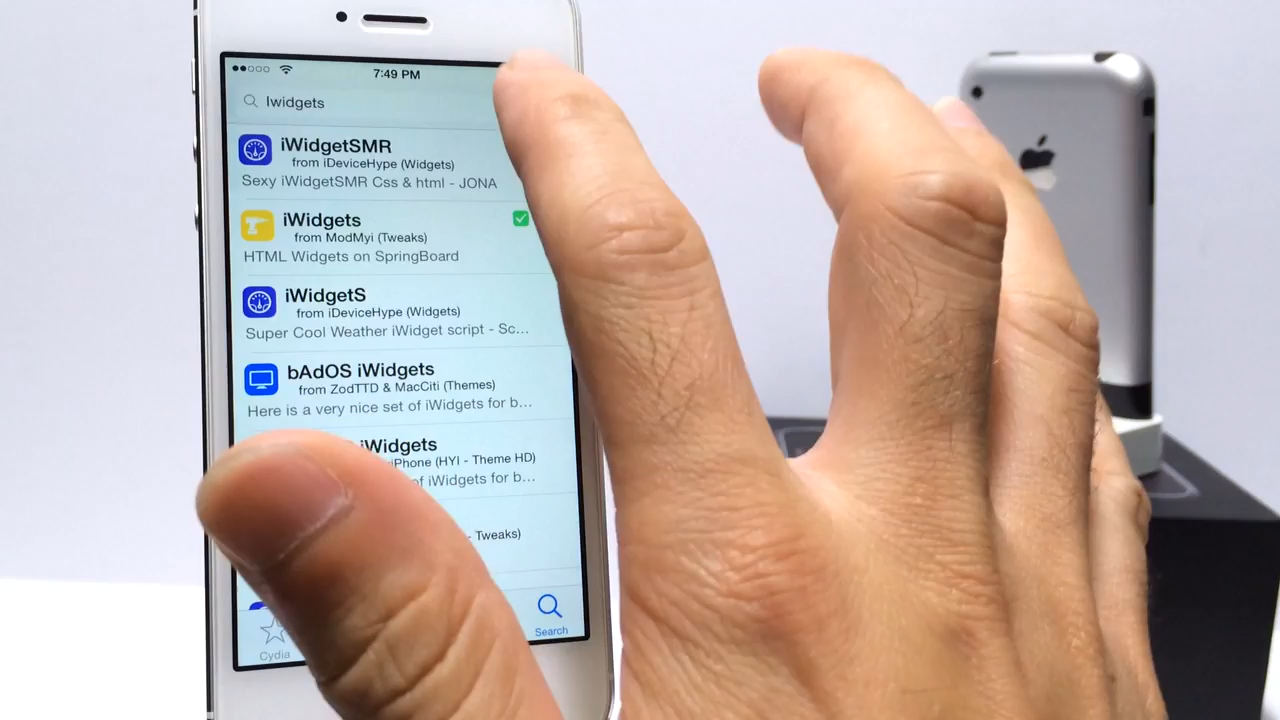 7:49 PM
Iwidgets
iWidgetSMR
from iDeviceHype (Widgets)
Sexy iWidgetSMR Css & html - JONA
iWidgets
from ModMyi (Tweaks)
HTML Widgets on SpringBoard
iWidgetS
from iDeviceHype (Widgets)
Super Cool Weather iWidget script - Sc...
bAdOS iWidgets
from ZodTTD & MacCiti (Themes)
Here is a very nice set of iWidgets for b...
iWidgets
iPhone (HYI - Theme HD)
of iWidgets for b...
- Tweaks)
Cydia
Search